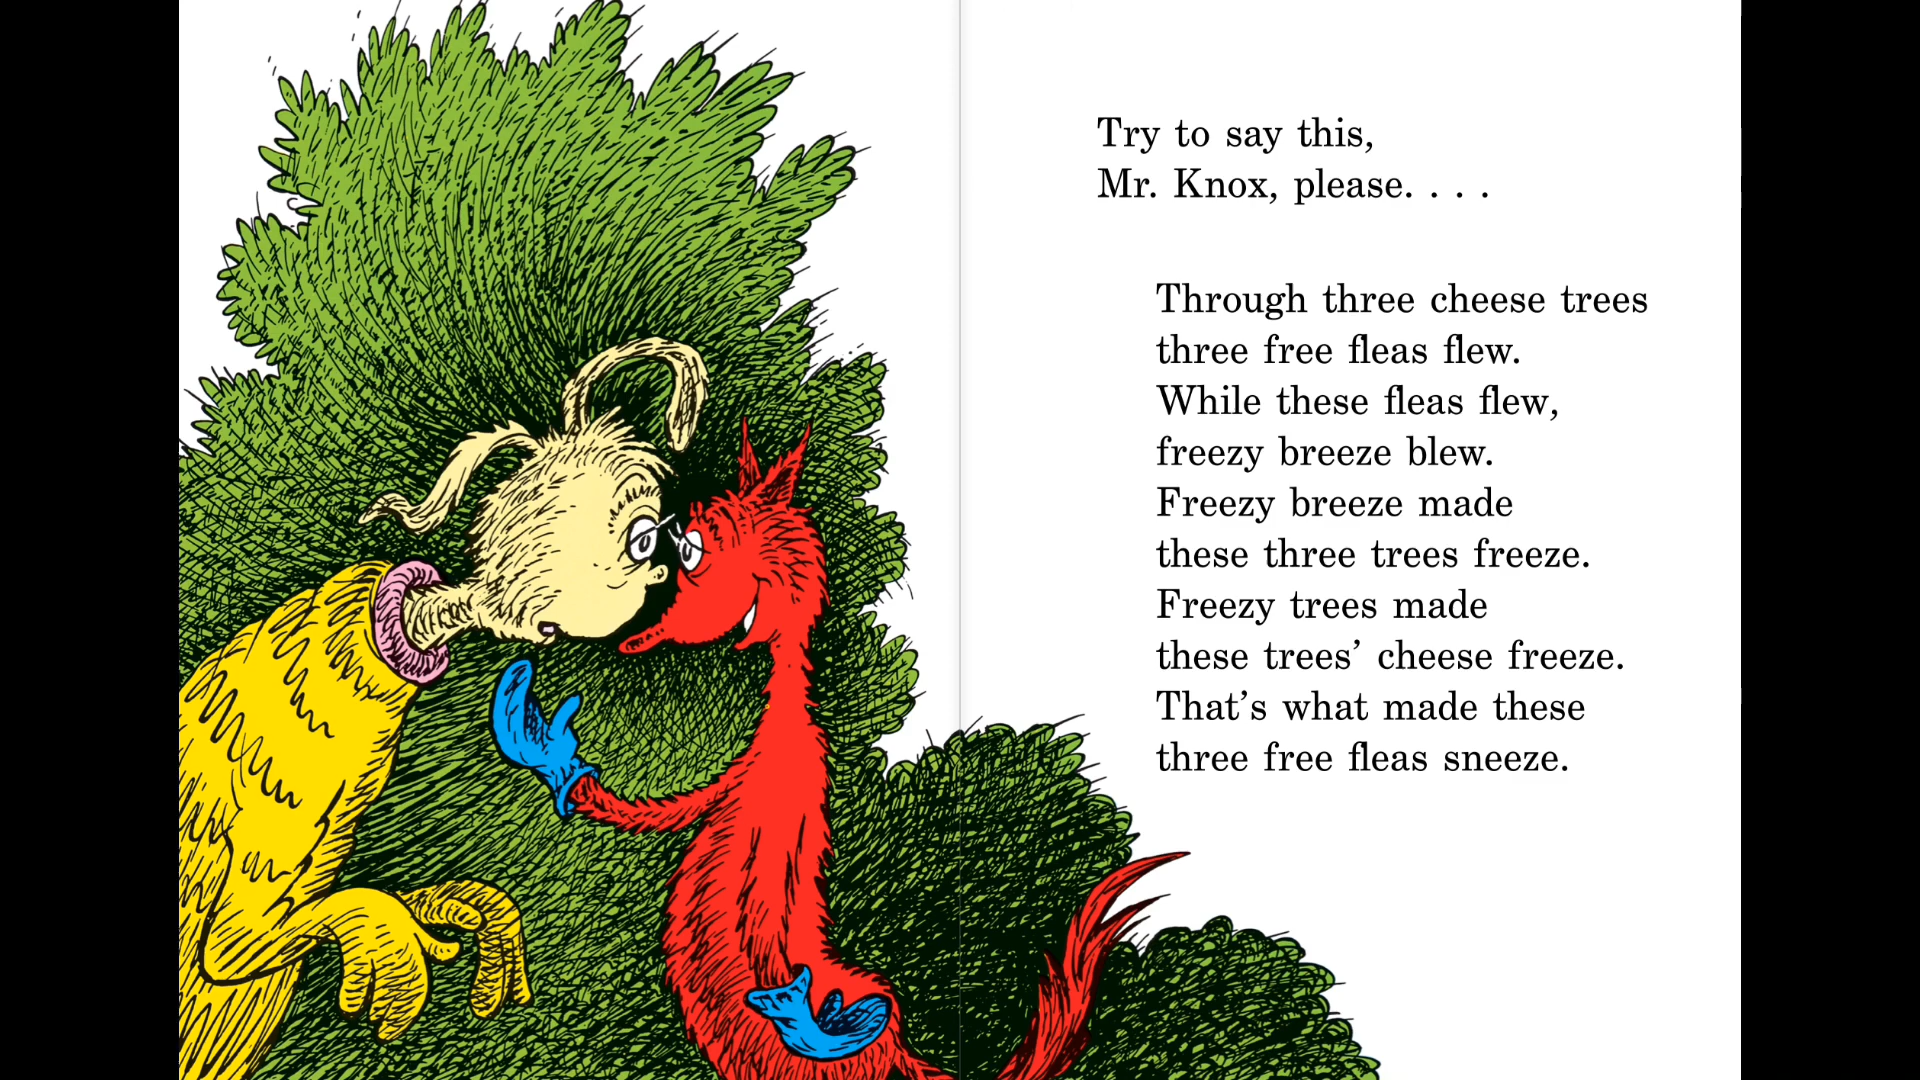 Try to say this,
Mr. Knox, please. . . .
Through three cheese trees
three free fleas flew.
While these fleas flew,
freezy breeze blew.
Freezy breeze made
these three trees freeze.
Freezy trees made
these trees’ cheese freeze.
That’s what made these
three free fleas sneeze.